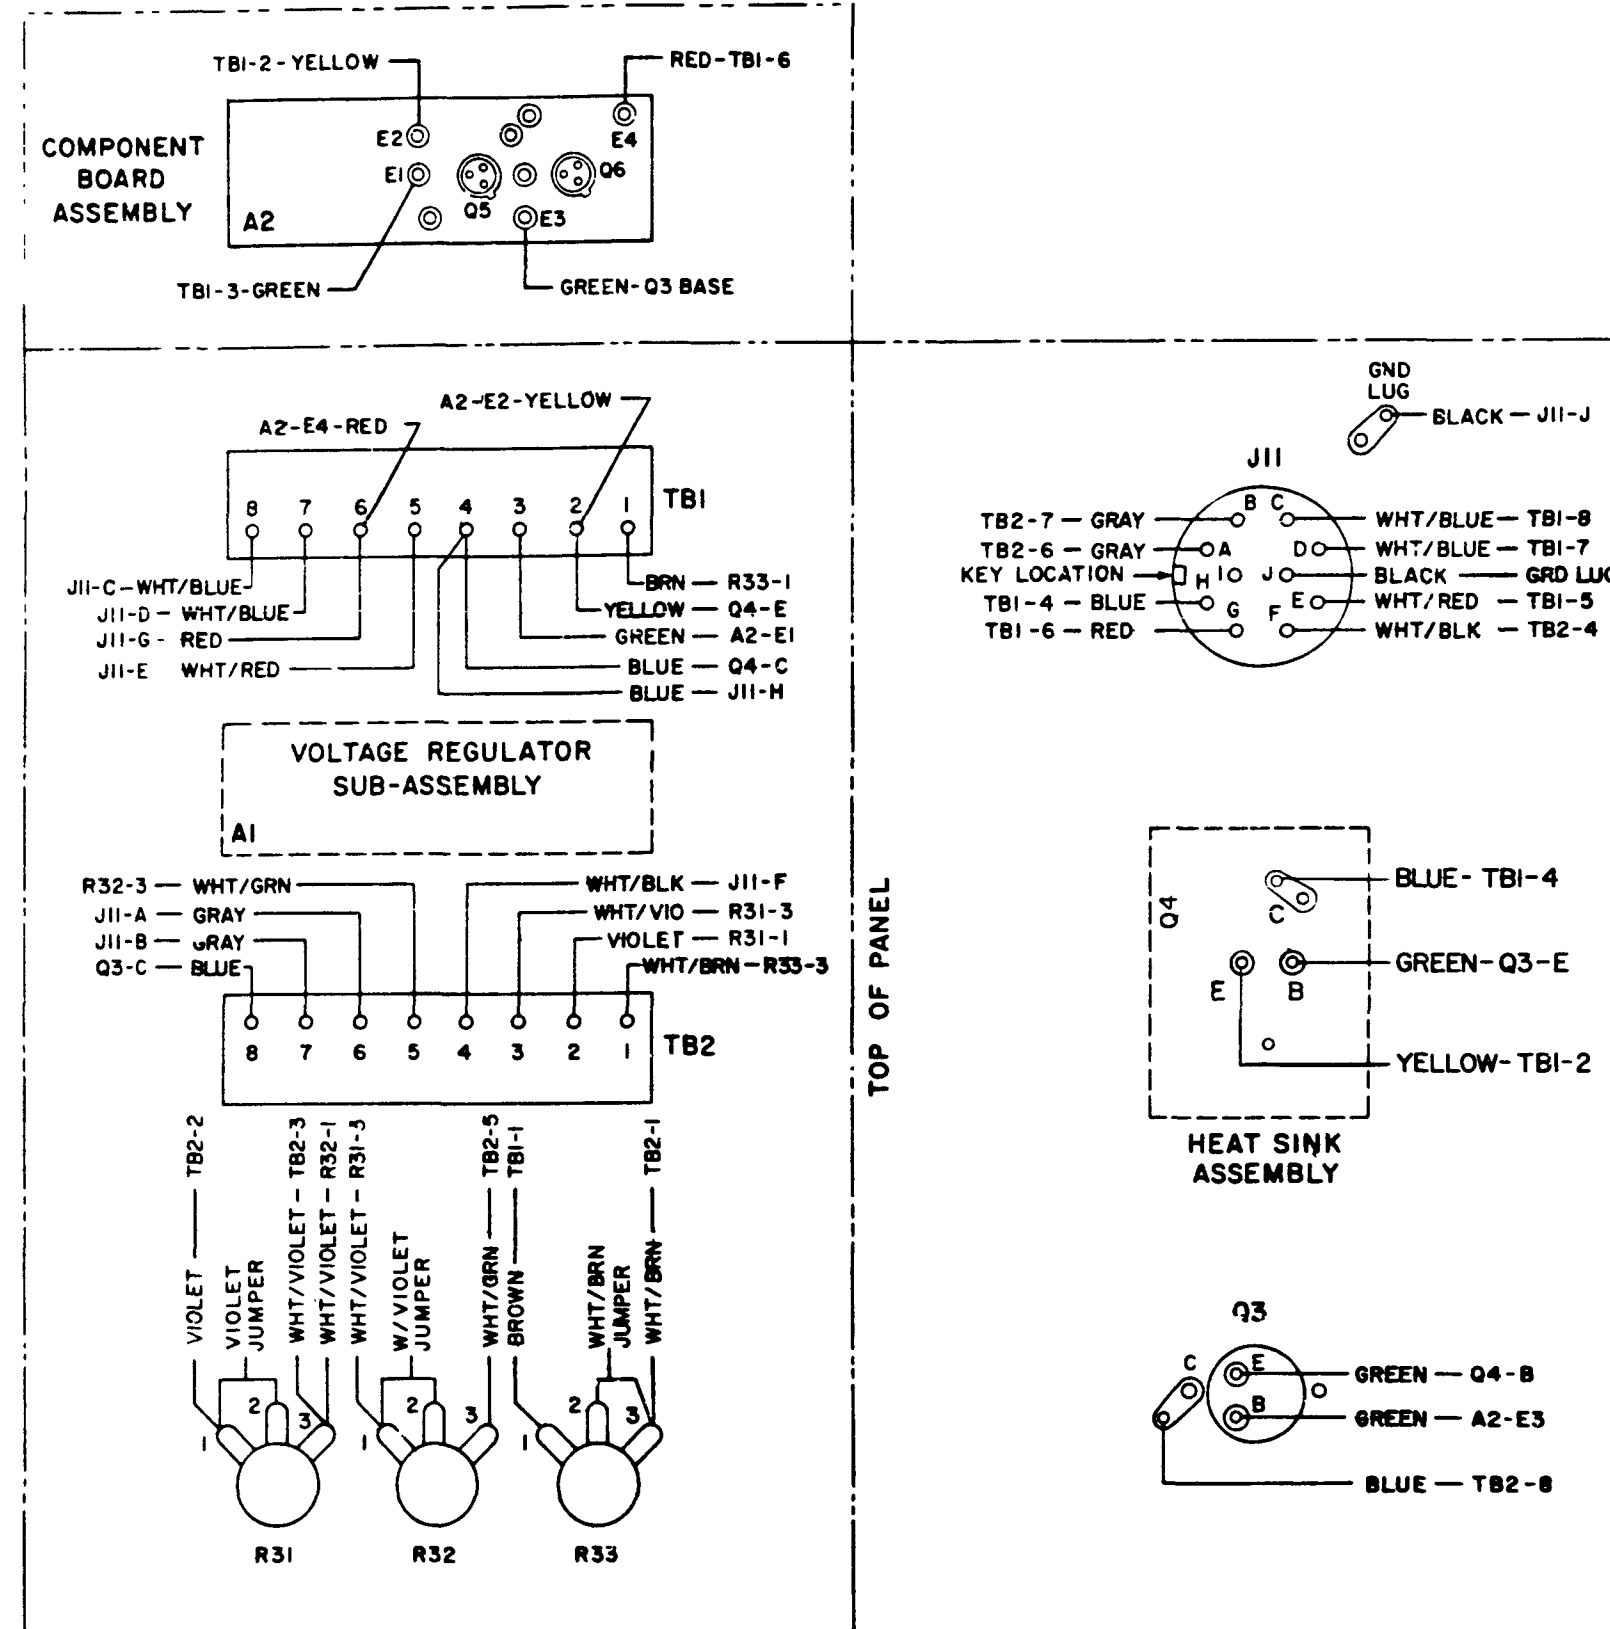 TB1-2-YELLOW
RED-TB1-6
COMPONENT
BOARD
ASSEMBLY
E2
E4
E1
Q6
Q5
E3
A2
TB1-3-GREEN
GREEN-Q3 BASE
A2-E2-YELLOW
A2-E4-RED
TB1
8 7 6 5 4 3 2 1
J11-C-WHT/BLUE
J11-D - WHT/BLUE
J11-G - RED
J11-E WHT/RED
BRN — R33-1
YELLOW — Q4-E
GREEN — A2-E1
BLUE — Q4-C
BLUE — J11-H
VOLTAGE REGULATOR
SUB-ASSEMBLY
A1
R32-3 — WHT/GRN
J11-A — GRAY
J11-B — GRAY
Q3-C — BLUE
WHT/BLK — J11-F
WHT/VIO — R31-3
VIOLET — R31-1
WHT/BRN — R33-3
8 7 6 5 4 3 2 1
TB2
VIOLET — TB2-2
VIOLET
JUMPER
WHT/VIOLET - TB2-3
WHT/VIOLET - R32-1
WHT/VIOLET - R31-3
W/VIOLET
JUMPER
WHT/GRN — TB2-5
BROWN — TB1-1
WHT/BRN
JUMPER
WHT/BRN — TB2-1
1 2 3
1 2 3
1 2 3
R31
R32
R33
TOP OF PANEL
GND
LUG
BLACK — J11-J
J11
TB2-7 — GRAY
TB2-6 — GRAY
KEY LOCATION
TB1-4 — BLUE
TB1-6 — RED
B C
A D
H I J
E
G F
WHT/BLUE — TB1-8
WHT/BLUE — TB1-7
BLACK — GRD LUG
WHT/RED — TB1-5
WHT/BLK — TB2-4
Q4
C
E
B
BLUE- TB1-4
GREEN-Q3-E
YELLOW-TB1-2
HEAT SINK
ASSEMBLY
Q3
C
E
B
GREEN — Q4-B
GREEN — A2-E3
BLUE — TB2-8